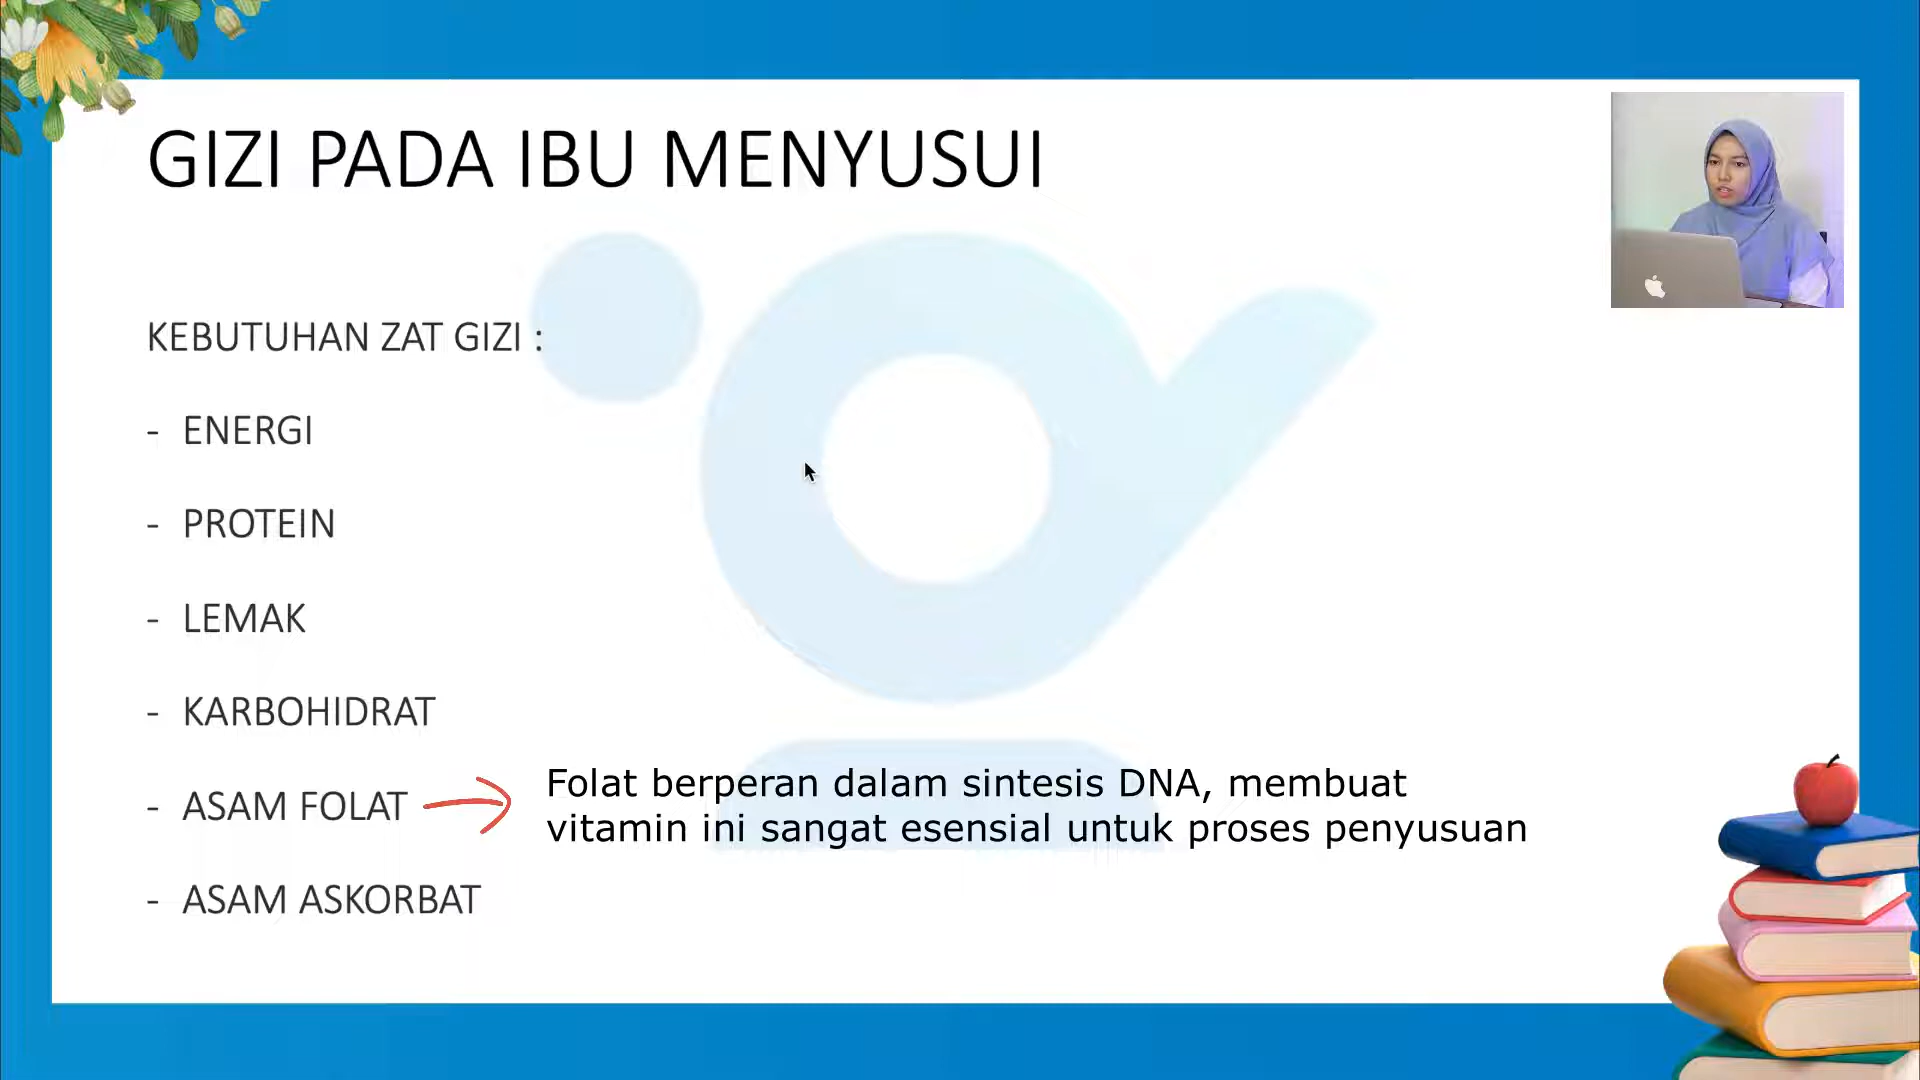 GIZI PADA IBU MENYUSUI
KEBUTUHAN ZAT GIZI :
- ENERGI
- PROTEIN
- LEMAK
- KARBOHIDRAT
- ASAM FOLAT
Folat berperan dalam sintesis DNA, membuat
vitamin ini sangat esensial untuk proses penyusuan
- ASAM ASKORBAT